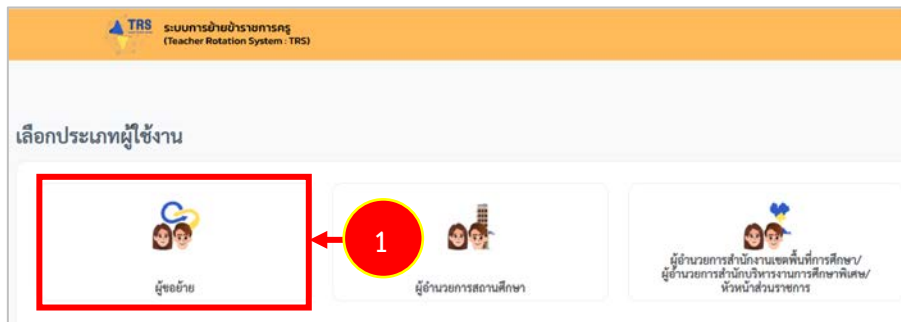 TRS
ระบบการย้ายข้าราชการครู
(Teacher Rotation System : TRS)
เลือกประเภทผู้ใช้งาน
1
ผู้ขอย้าย
ผู้อำนวยการสถานศึกษา
ผู้อำนวยการสำนักงานเขตพื้นที่การศึกษา/
ผู้อำนวยการสำนักบริหารงานการศึกษาพิเศษ/
หัวหน้าส่วนราชการ